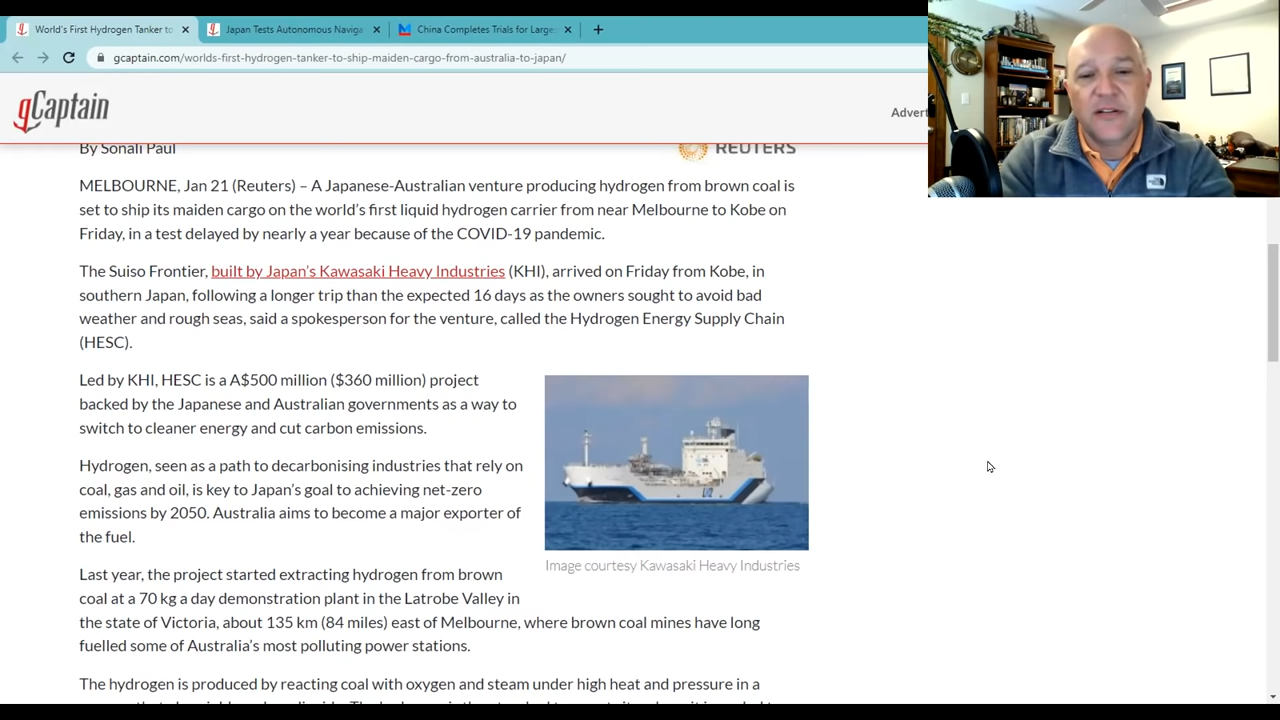 World's First Hydrogen Tanker to
Japan Tests Autonomous Naviga
China Completes Trials for Large
gcaptain.com/worlds-first-hydrogen-tanker-to-ship-maiden-cargo-from-australia-to-japan/
gCaptain
Advert
By Sonali Paul
REUTERS
MELBOURNE, Jan 21 (Reuters) – A Japanese-Australian venture producing hydrogen from brown coal is
set to ship its maiden cargo on the world's first liquid hydrogen carrier from near Melbourne to Kobe on
Friday, in a test delayed by nearly a year because of the COVID-19 pandemic.
The Suiso Frontier, built by Japan's Kawasaki Heavy Industries (KHI), arrived on Friday from Kobe, in
southern Japan, following a longer trip than the expected 16 days as the owners sought to avoid bad
weather and rough seas, said a spokesperson for the venture, called the Hydrogen Energy Supply Chain
(HESC).
Led by KHI, HESC is a A$500 million ($360 million) project
backed by the Japanese and Australian governments as a way to
switch to cleaner energy and cut carbon emissions.
Hydrogen, seen as a path to decarbonising industries that rely on
coal, gas and oil, is key to Japan's goal to achieving net-zero
emissions by 2050. Australia aims to become a major exporter of
the fuel.
Image courtesy Kawasaki Heavy Industries
Last year, the project started extracting hydrogen from brown
coal at a 70 kg a day demonstration plant in the Latrobe Valley in
the state of Victoria, about 135 km (84 miles) east of Melbourne, where brown coal mines have long
fuelled some of Australia's most polluting power stations.
The hydrogen is produced by reacting coal with oxygen and steam under high heat and pressure in a